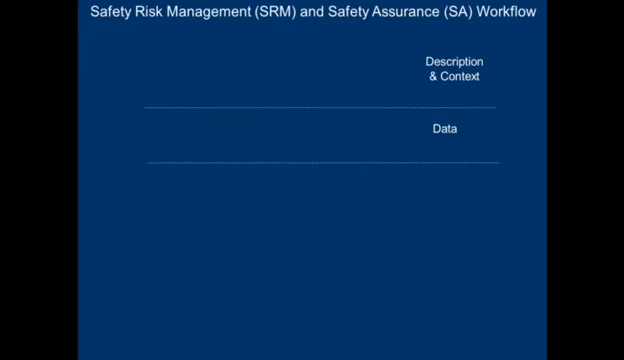 Safety Risk Management (SRM) and Safety Assurance (SA) Workflow
Description
& Context
Data